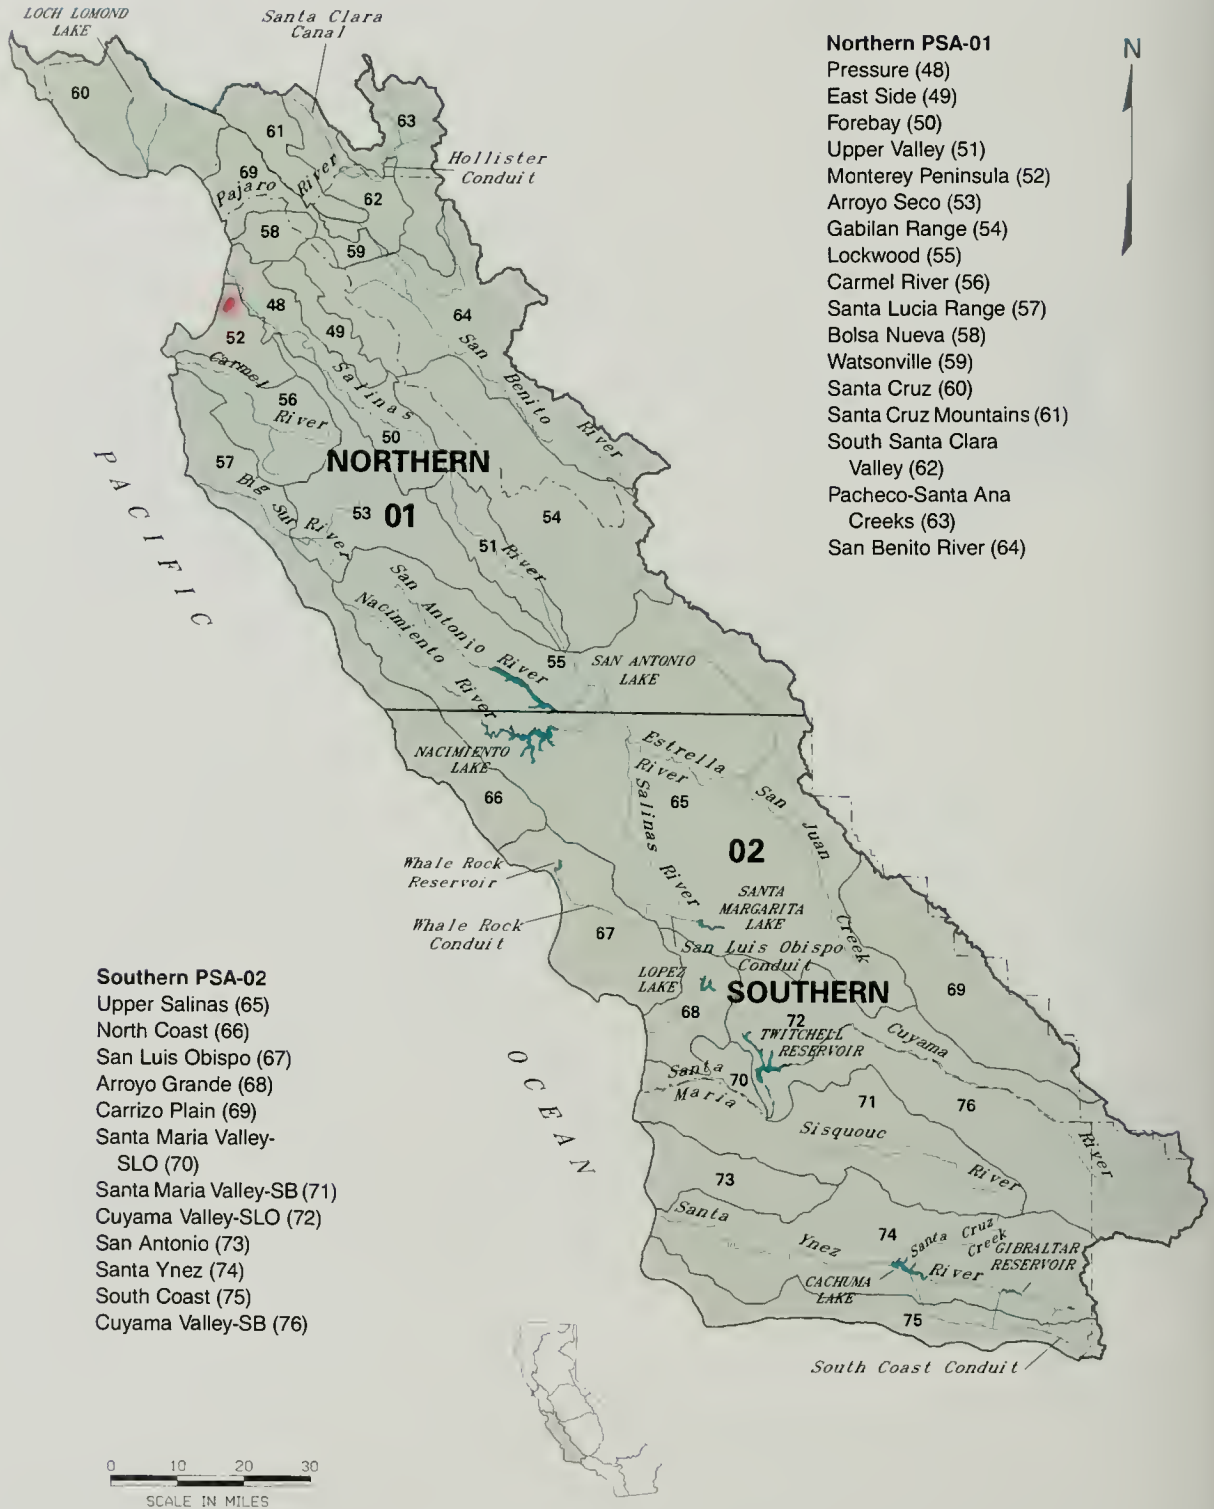 LOCH LOMOND
LAKE
Santa Clara
Canal
Northern PSA-01
Pressure (48)
East Side (49)
Forebay (50)
Upper Valley (51)
Monterey Peninsula (52)
Arroyo Seco (53)
Gabilan Range (54)
Lockwood (55)
Carmel River (56)
Santa Lucia Range (57)
Bolsa Nueva (58)
Watsonville (59)
Santa Cruz (60)
Santa Cruz Mountains (61)
South Santa Clara
Valley (62)
Pacheco-Santa Ana
Creeks (63)
San Benito River (64)
N
60
61
63
Hollister
Conduit
69
Pajaro River
62
58
59
48
49
64
52
San Benito River
Carmel River
Salinas River
56
50
57
NORTHERN
01
Big Sur River
53
54
51
PACIFIC
San Antonio River
Nacimiento River
55
SAN ANTONIO
LAKE
NACIMIENTO
LAKE
Estrella
River
San Juan Creek
Salinas River
65
66
02
Whale Rock
Reservoir
SANTA
MARGARITA
LAKE
Whale Rock
Conduit
67
San Luis Obispo
Conduit
LOPEZ
LAKE
SOUTHERN
69
68
72
TWITCHELL
RESERVOIR
Cuyama River
Southern PSA-02
Upper Salinas (65)
North Coast (66)
San Luis Obispo (67)
Arroyo Grande (68)
Carrizo Plain (69)
Santa Maria Valley-
SLO (70)
Santa Maria Valley-SB (71)
Cuyama Valley-SLO (72)
San Antonio (73)
Santa Ynez (74)
South Coast (75)
Cuyama Valley-SB (76)
OCEAN
Santa
Maria
70
71
76
Sisquouc River
73
Santa Ynez River
74
Santa Cruz
Creek
GIBRALTAR
RESERVOIR
CACHUMA
LAKE
75
South Coast Conduit
0 10 20 30
SCALE IN MILES